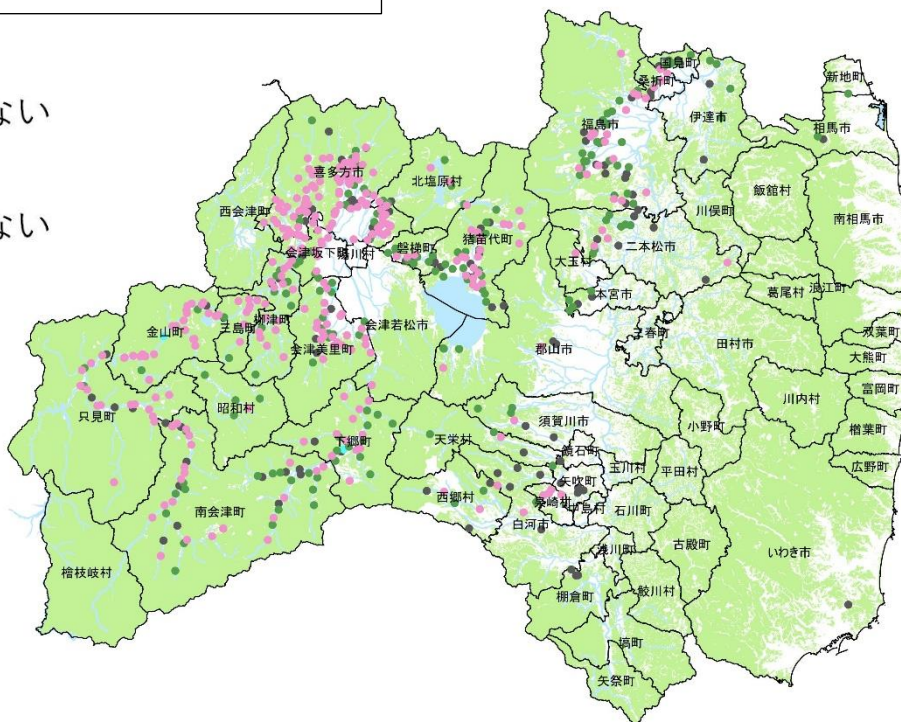 ない
ない
国見町
桑折町
新地町
福島市
伊達市
相馬市
喜多方市
北塩原村
飯舘村
西会津町
猪苗代町
川俣町
南相馬市
会津坂下町
湯川村
磐梯町
大玉村
二本松市
本宮市
葛尾村
浪江町
金山町
三島町
柳津町
会津若松市
三春町
双葉町
会津美里町
郡山市
田村市
大熊町
只見町
昭和村
富岡町
川内村
下郷町
天栄村
須賀川市
小野町
楢葉町
鏡石町
玉川村
平田村
広野町
西郷村
矢吹町
泉崎村
中島村
石川町
南会津町
白河市
浅川町
古殿町
いわき市
檜枝岐村
棚倉町
鮫川村
塙町
矢祭町